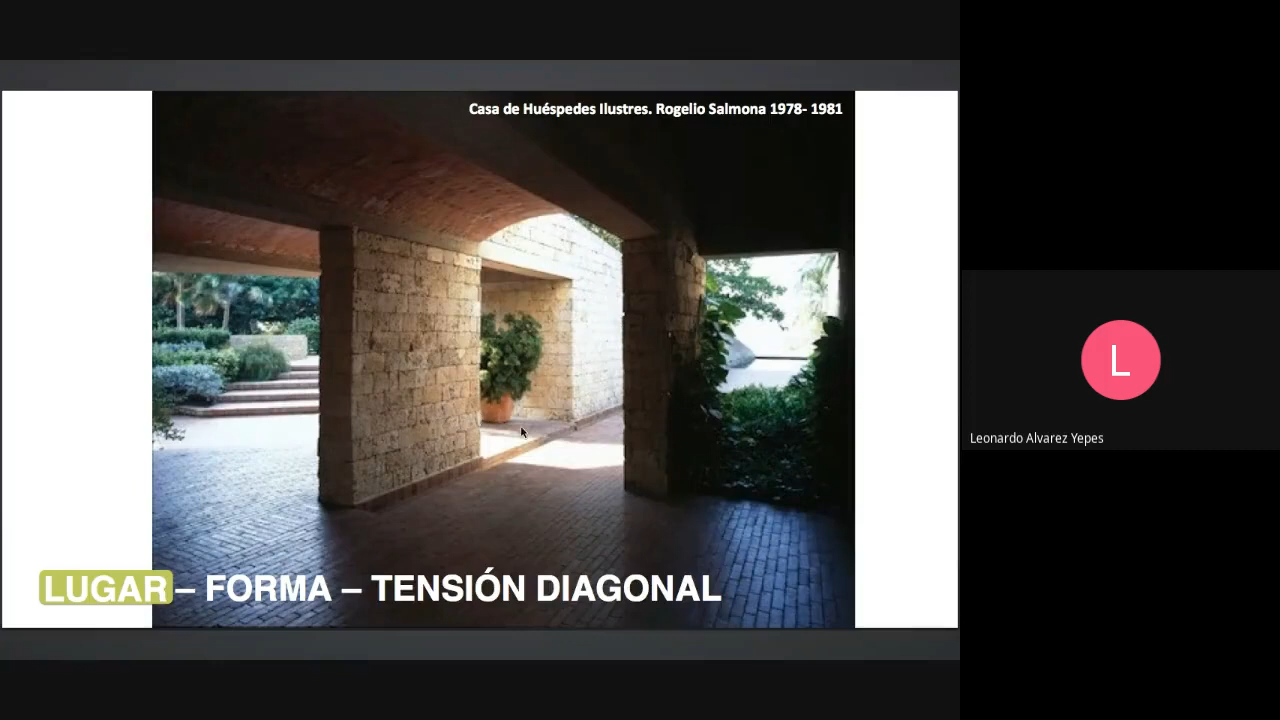 Casa de Huéspedes Ilustres. Rogelio Salmona 1978- 1981
LUGAR – FORMA – TENSIÓN DIAGONAL
L
Leonardo Alvarez Yepes